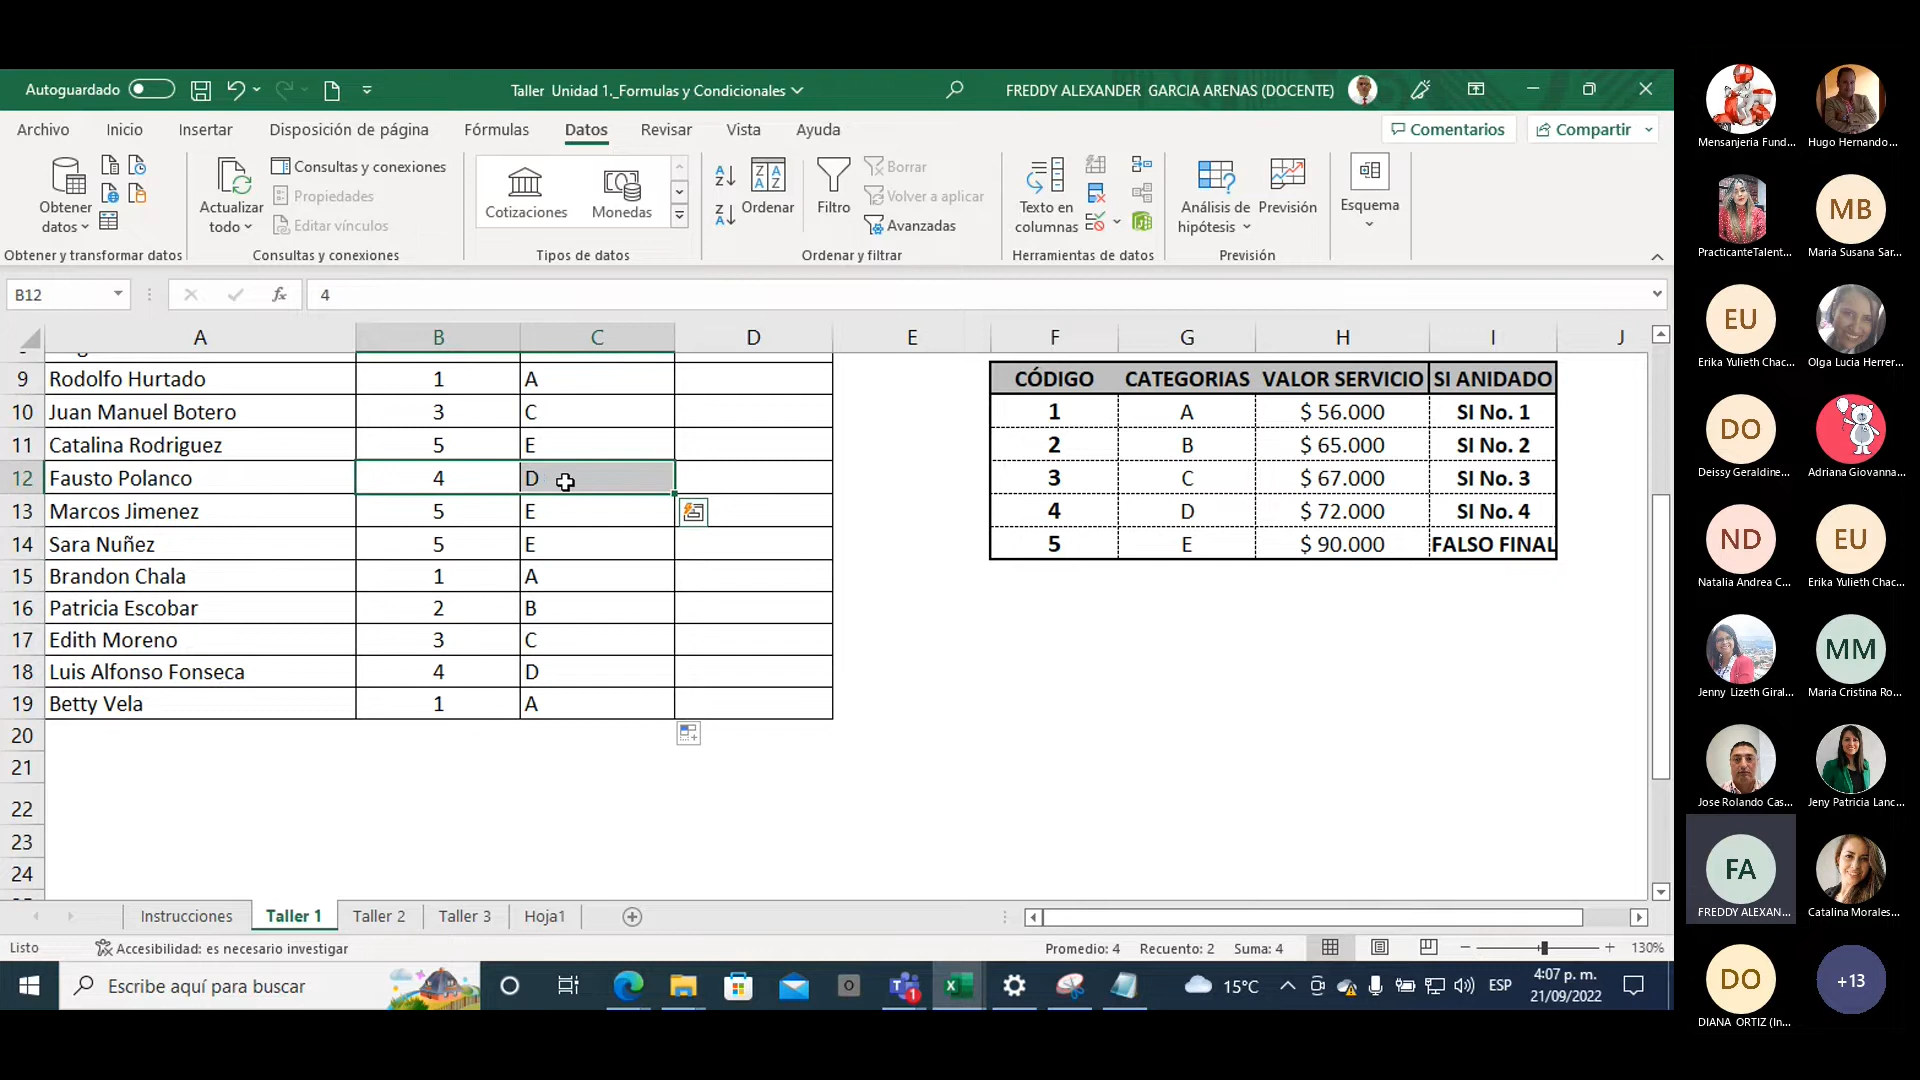 Autoguardado
Taller Unidad 1._Formulas y Condicionales
FREDDY ALEXANDER GARCIA ARENAS (DOCENTE)
Archivo Inicio Insertar Disposición de página Fórmulas Datos Revisar Vista Ayuda
Comentarios Compartir
Obtener datos
Actualizar todo
Consultas y conexiones
Propiedades
Editar vínculos
Cotizaciones Monedas
Ordenar
Filtro
Borrar
Volver a aplicar
Avanzadas
Texto en columnas
Análisis de hipótesis
Previsión
Esquema
Obtener y transformar datos Consultas y conexiones Tipos de datos Ordenar y filtrar Herramientas de datos Previsión
B12 fx 4
A B C D E F G H I J
9 Rodolfo Hurtado 1 A CÓDIGO CATEGORIAS VALOR SERVICIO SI ANIDADO
10 Juan Manuel Botero 3 C 1 A $ 56.000 SI No. 1
11 Catalina Rodriguez 5 E 2 B $ 65.000 SI No. 2
12 Fausto Polanco 4 D 3 C $ 67.000 SI No. 3
13 Marcos Jimenez 5 E 4 D $ 72.000 SI No. 4
14 Sara Nuñez 5 E 5 E $ 90.000 FALSO FINAL
15 Brandon Chala 1 A
16 Patricia Escobar 2 B
17 Edith Moreno 3 C
18 Luis Alfonso Fonseca 4 D
19 Betty Vela 1 A
20
21
22
23
24
Instrucciones Taller 1 Taller 2 Taller 3 Hoja1
Listo Accesibilidad: es necesario investigar Promedio: 4 Recuento: 2 Suma: 4 130%
Escribe aquí para buscar 1 15°C ESP 4:07 p. m.
21/09/2022
Mensanjeria Fund... Hugo Hernando...
MB
PracticanteTalent... Maria Susana Sar...
EU
Erika Yulieth Chac... Olga Lucia Herrer...
DO
Deissy Geraldine... Adriana Giovanna...
ND EU
Natalia Andrea C... Erika Yulieth Chac...
MM
Jenny Lizeth Giral... Maria Cristina Ro...
Jose Rolando Cas... Jeny Patricia Lanc...
FA
FREDDY ALEXAN... Catalina Morales...
DO +13
DIANA ORTIZ (In...